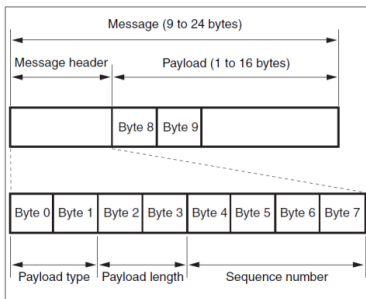 Message (9 to 24 bytes)
Message header
Payload (1 to 16 bytes)
Byte 8 Byte 9
Byte 0 Byte 1 Byte 2 Byte 3 Byte 4 Byte 5 Byte 6 Byte 7
Payload type Payload length Sequence number